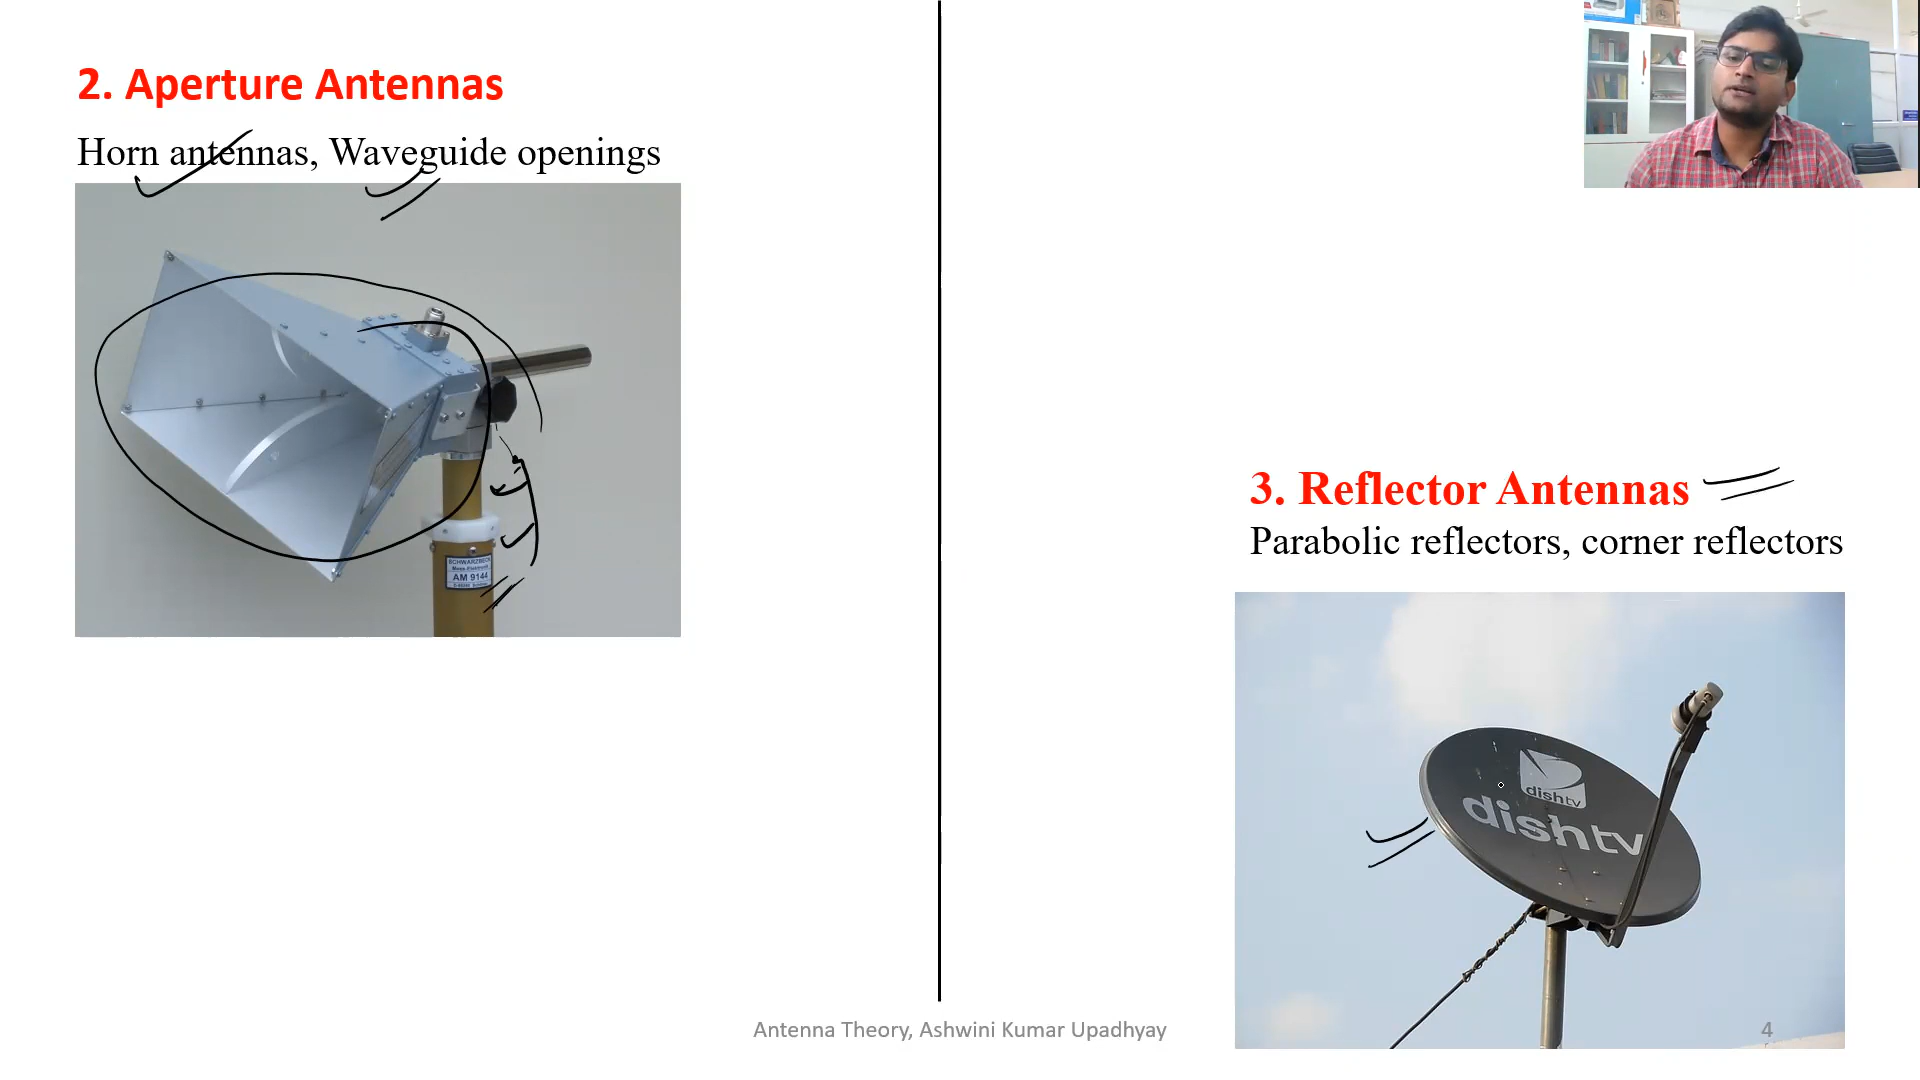 2. Aperture Antennas
Horn antennas, Waveguide openings
SCHWARZBECK
AM 9144
3. Reflector Antennas
Parabolic reflectors, corner reflectors
dishtv
dishtv
Antenna Theory, Ashwini Kumar Upadhyay
4